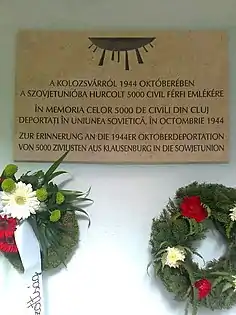 A KOLOZSVÁRRÓL 1944 OKTÓBERÉBEN
A SZOVJETUNIÓBA HURCOLT 5000 CIVIL FÉRFI EMLÉKÉRE
ÎN MEMORIA CELOR 5000 DE CIVILI DIN CLUJ
DEPORTAȚI ÎN UNIUNEA SOVIETICĂ, ÎN OCTOMBRIE 1944
ZUR ERINNERUNG AN DIE 1944ER OKTOBERDEPORTATION
VON 5000 ZIVILISTEN AUS KLAUSENBURG IN DIE SOWJETUNION